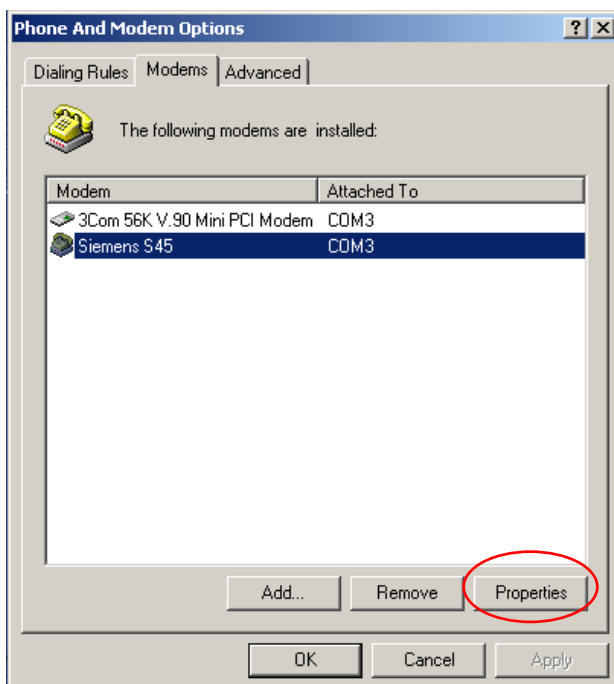 Phone And Modem Options
Dialing Rules Modems Advanced
The following modems are installed:
Modem Attached To
3Com 56K V.90 Mini PCI Modem COM3
Siemens S45 COM3
Add... Remove Properties
OK Cancel Apply